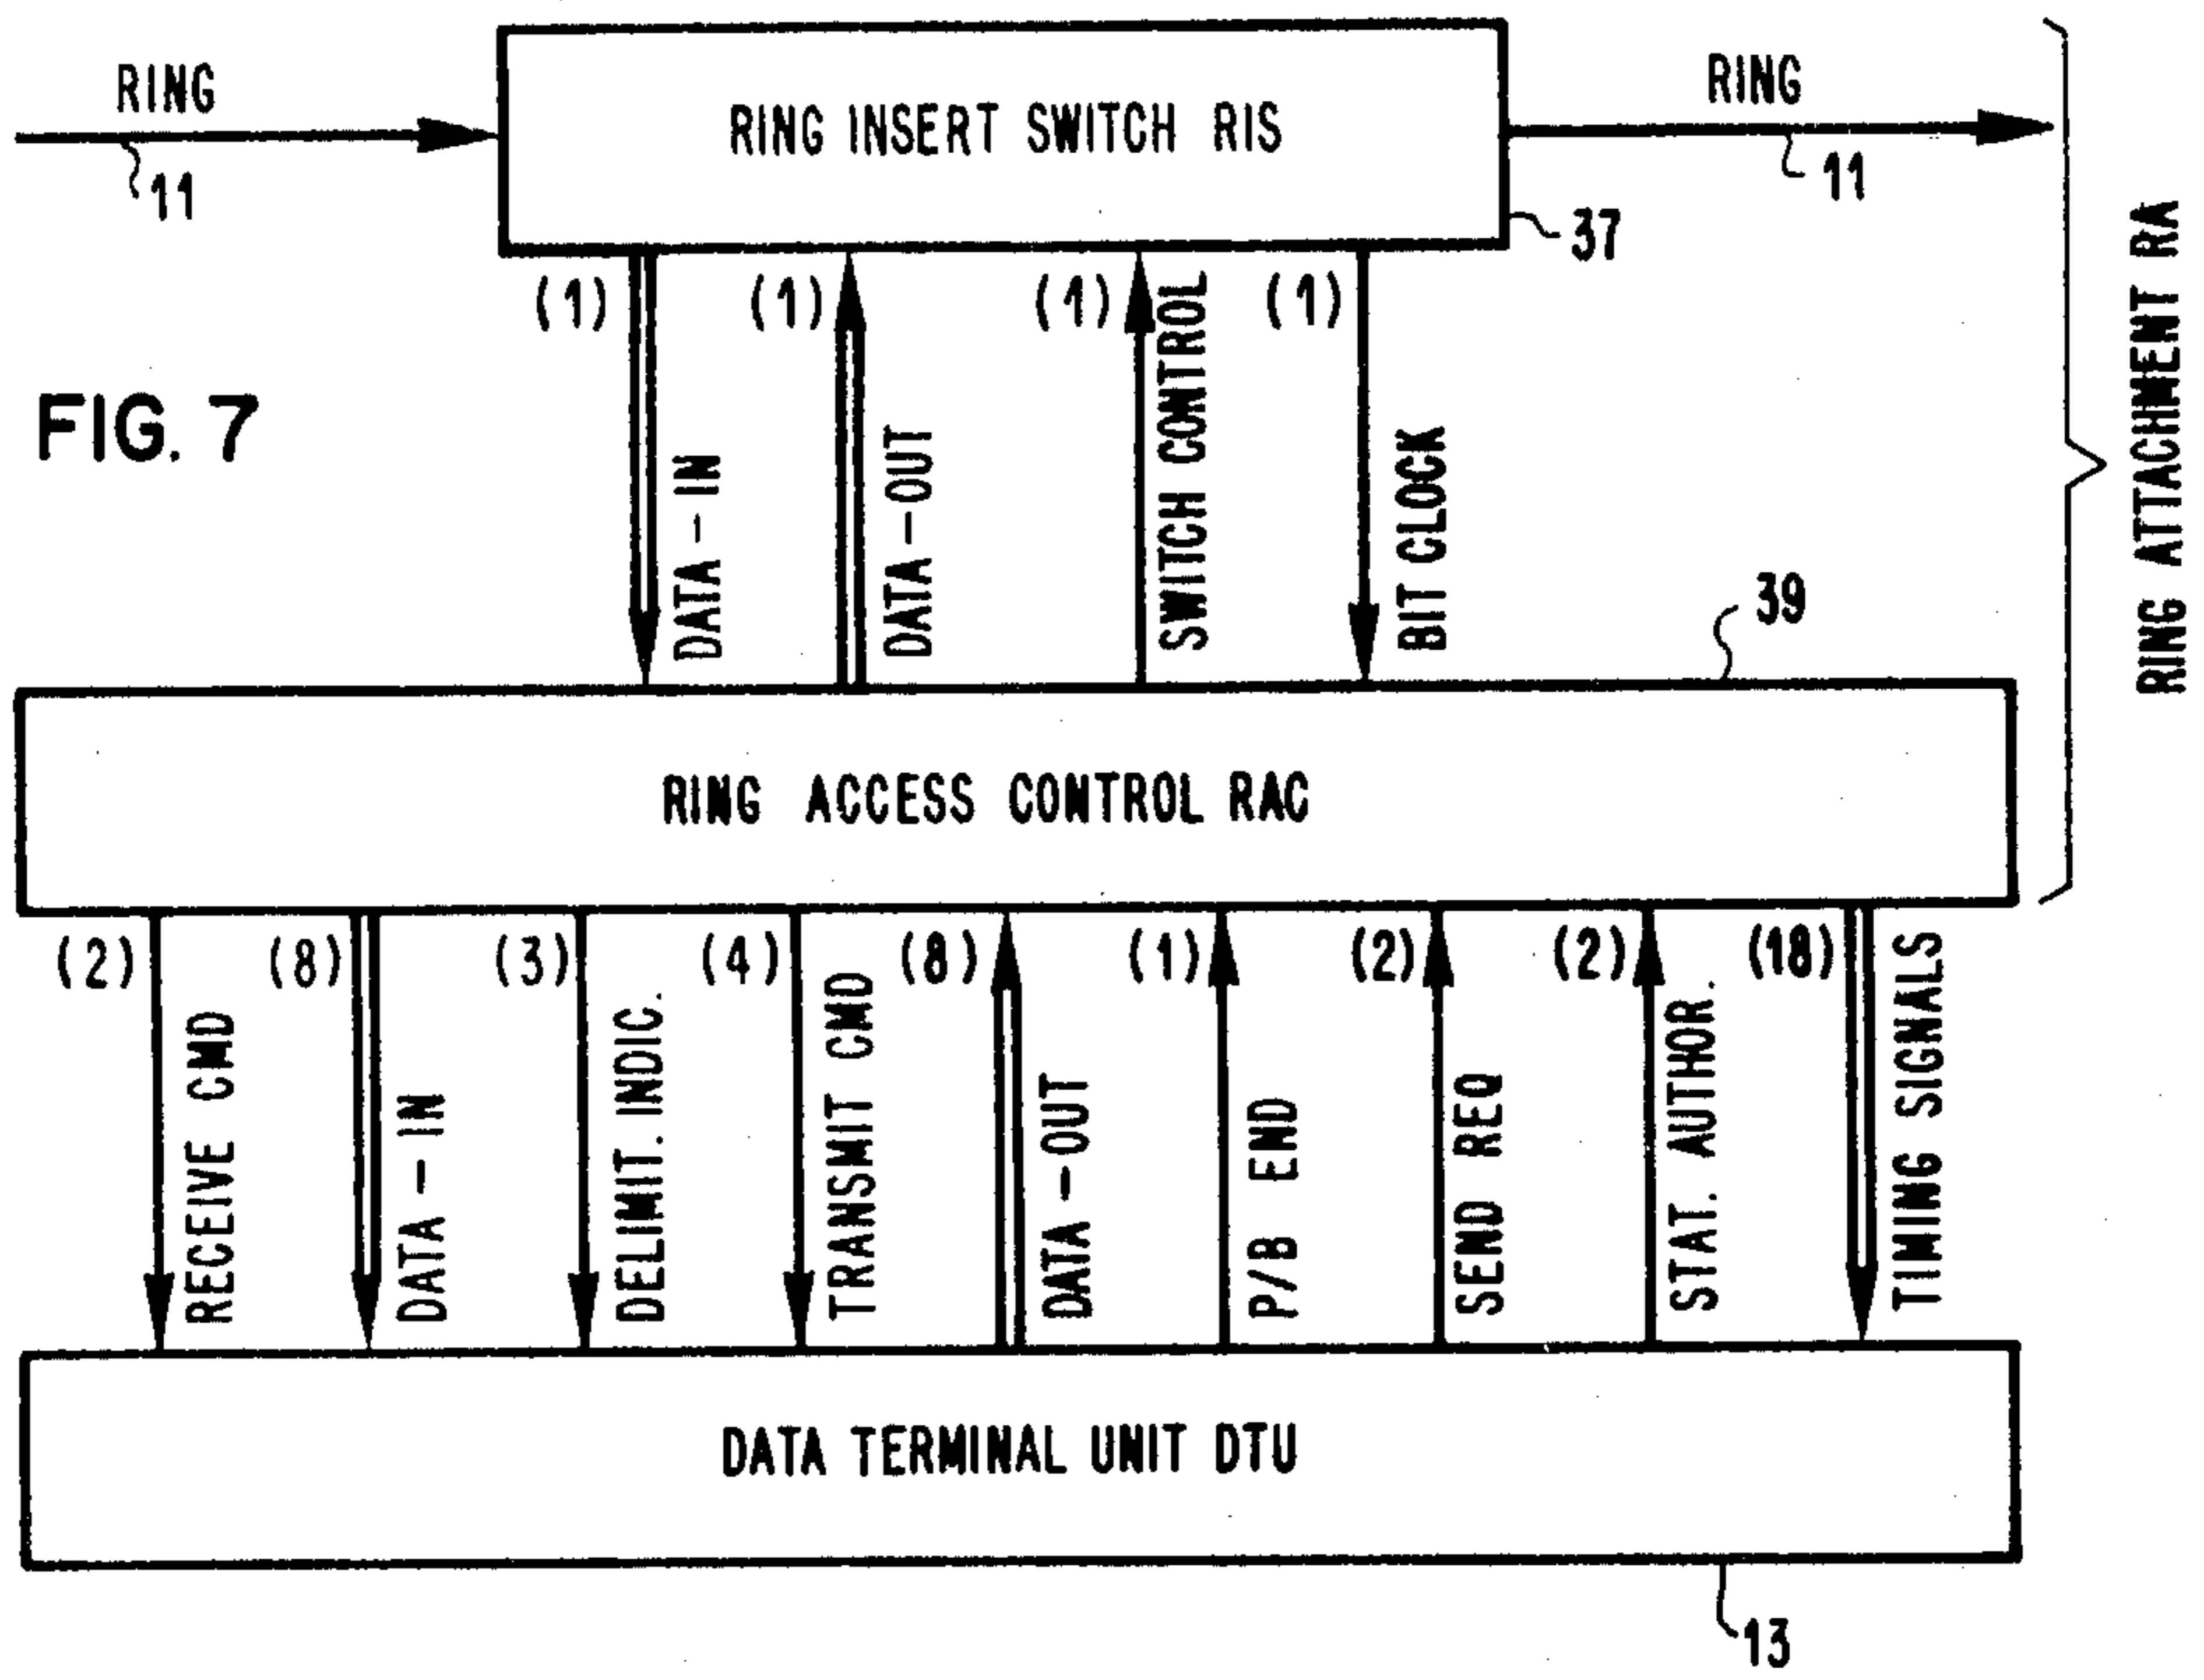 RING
11
RING INSERT SWITCH RIS
RING
11
37
(1)
(1)
(1)
(1)
DATA-IN
DATA-OUT
SWITCH CONTROL
BIT CLOCK
FIG. 7
39
RING ATTACHMENT RA
RING ACCESS CONTROL RAC
(2)
(8)
(3)
(4)
(8)
(1)
(2)
(2)
(18)
RECEIVE CMD
DATA-IN
DELIMIT. INDIC.
TRANSMIT CMD
DATA-OUT
P/B END
SEND REQ
STAT. AUTHOR.
TIMING SIGNALS
DATA TERMINAL UNIT DTU
13